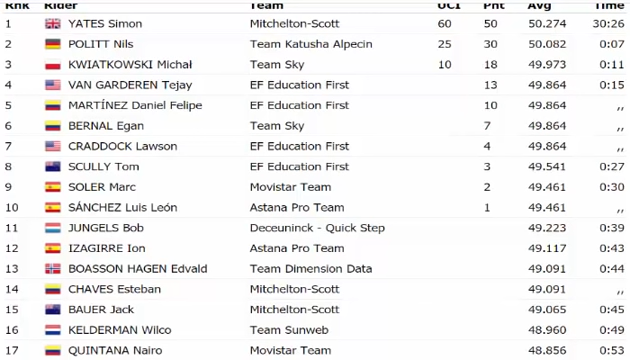 Rnk Rider Team UCI Pnt Avg Time
1 YATES Simon Mitchelton-Scott 60 50 50.274 30:26
2 POLITT Nils Team Katusha Alpecin 25 30 50.082 0:07
3 KWIATKOWSKI Michał Team Sky 10 18 49.973 0:11
4 VAN GARDEREN Tejay EF Education First 13 49.864 0:15
5 MARTÍNEZ Daniel Felipe EF Education First 10 49.864 ,,
6 BERNAL Egan Team Sky 7 49.864 ,,
7 CRADDOCK Lawson EF Education First 4 49.864 ,,
8 SCULLY Tom EF Education First 3 49.541 0:27
9 SOLER Marc Movistar Team 2 49.461 0:30
10 SÁNCHEZ Luis León Astana Pro Team 1 49.461 ,,
11 JUNGELS Bob Deceuninck - Quick Step 49.223 0:39
12 IZAGIRRE Ion Astana Pro Team 49.117 0:43
13 BOASSON HAGEN Edvald Team Dimension Data 49.091 0:44
14 CHAVES Esteban Mitchelton-Scott 49.091 ,,
15 BAUER Jack Mitchelton-Scott 49.065 0:45
16 KELDERMAN Wilco Team Sunweb 48.960 0:49
17 QUINTANA Nairo Movistar Team 48.856 0:53